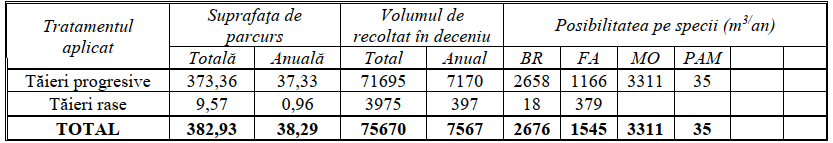 Tratamentul aplicat Suprafaţa de parcurs Volumul de recoltat în deceniu Posibilitatea pe specii (m³/an)
Totală Anuală Total Anual BR FA MO PAM
Tăieri progresive 373,36 37,33 71695 7170 2658 1166 3311 35
Tăieri rase 9,57 0,96 3975 397 18 379
TOTAL 382,93 38,29 75670 7567 2676 1545 3311 35